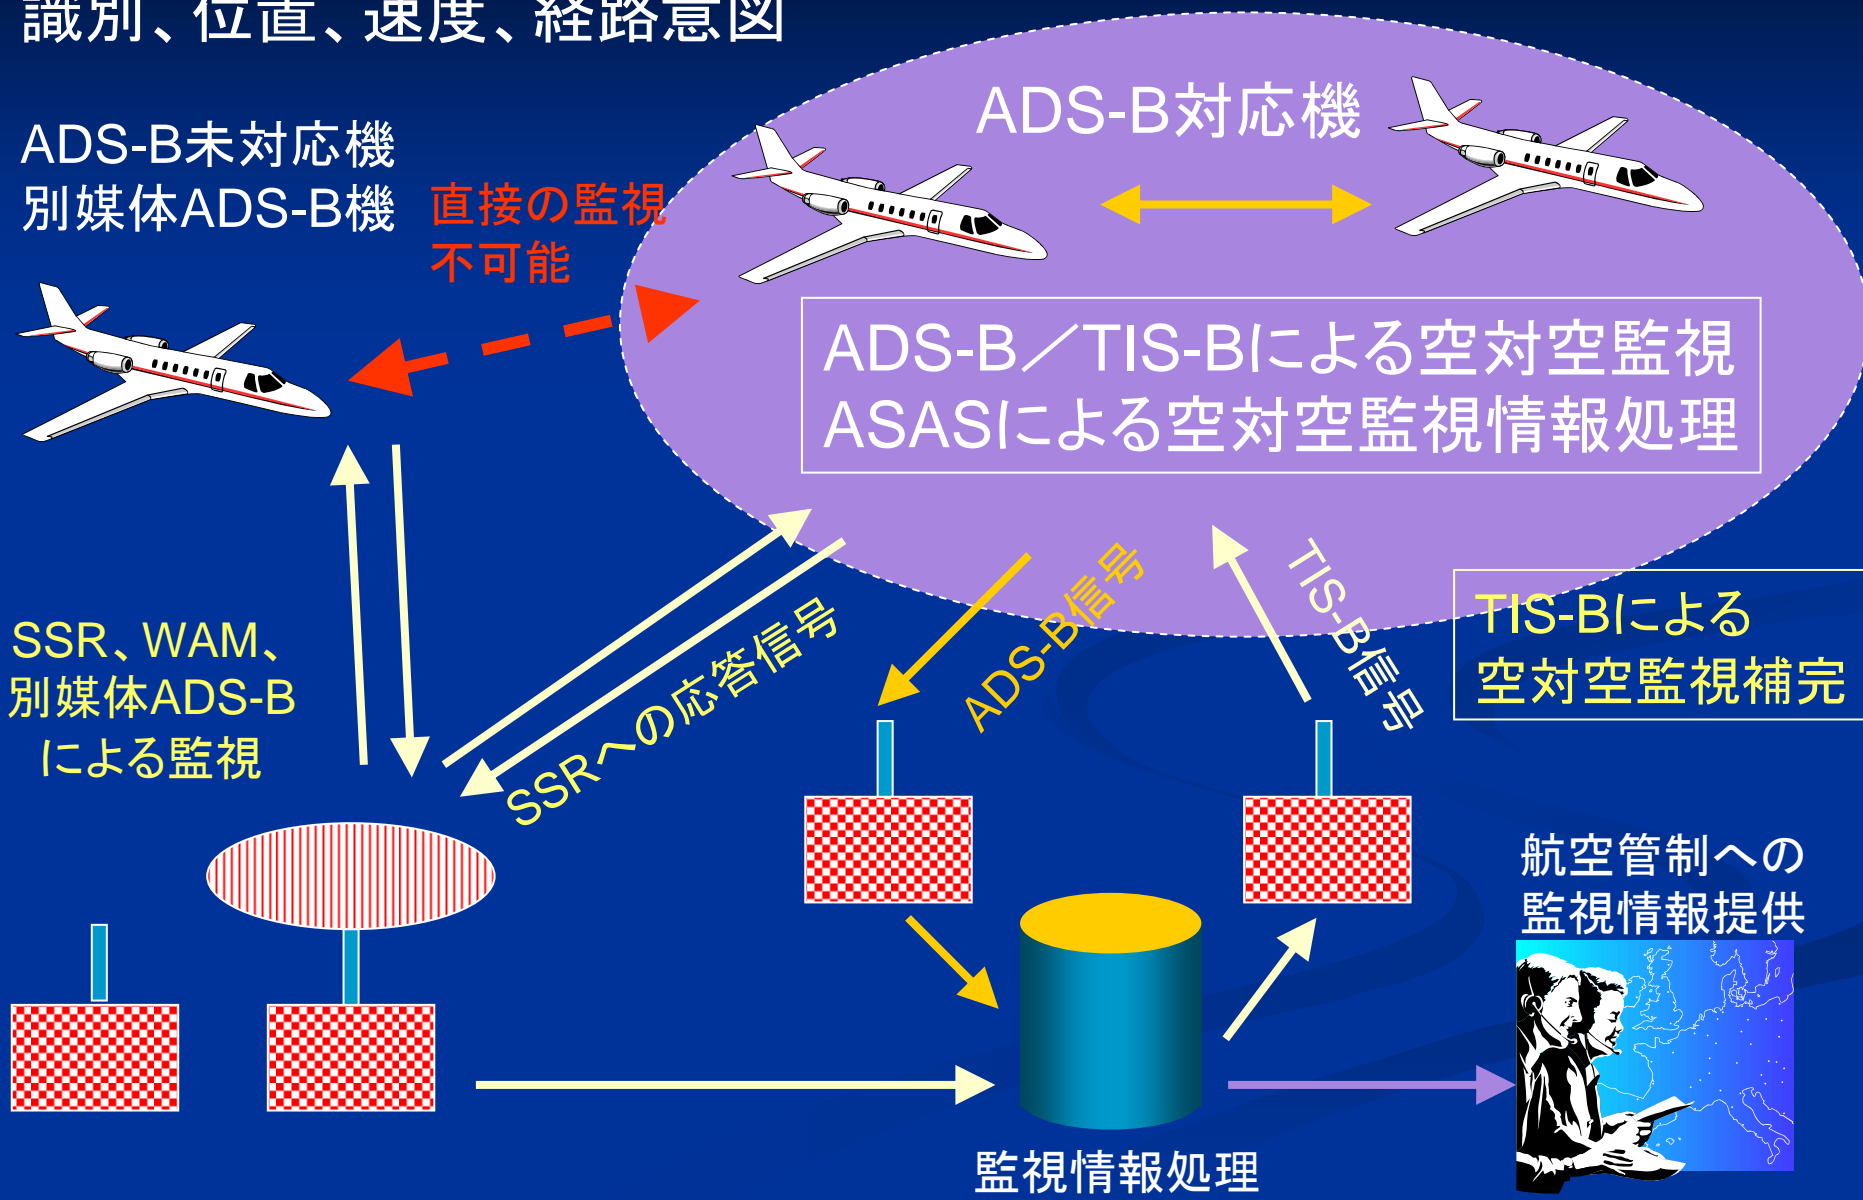 識別、位置、速度、経路意図
ADS-B対応機
ADS-B未対応機
別媒体ADS-B機
直接の監視
不可能
ADS-B／TIS-Bによる空対空監視
ASASによる空対空監視情報処理
SSR、WAM、
別媒体ADS-B
による監視
SSRへの応答信号
ADS-B信号
TIS-B信号
TIS-Bによる
空対空監視補完
航空管制への
監視情報提供
監視情報処理